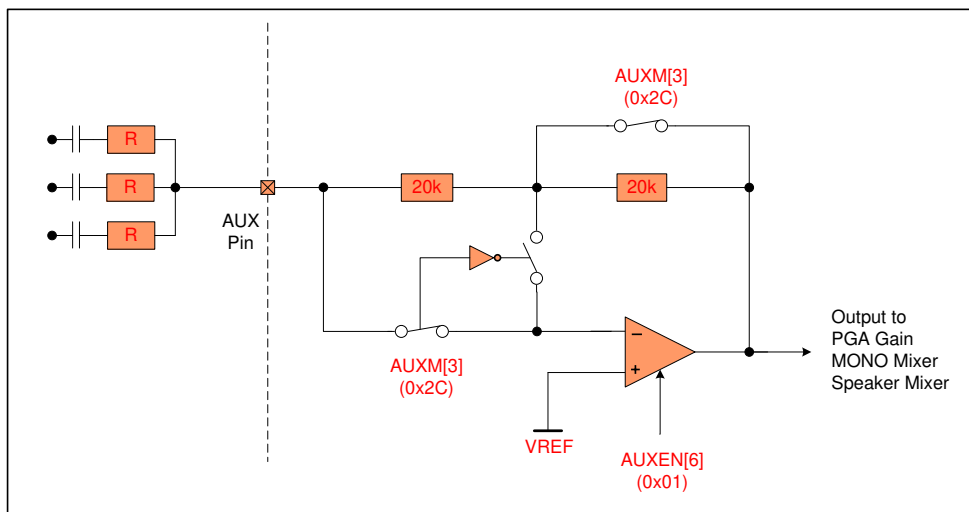 AUXM[3]
(0x2C)
R
R
R
20k
20k
AUX
Pin
AUXM[3]
(0x2C)
−
+
VREF
AUXEN[6]
(0x01)
Output to
PGA Gain
MONO Mixer
Speaker Mixer